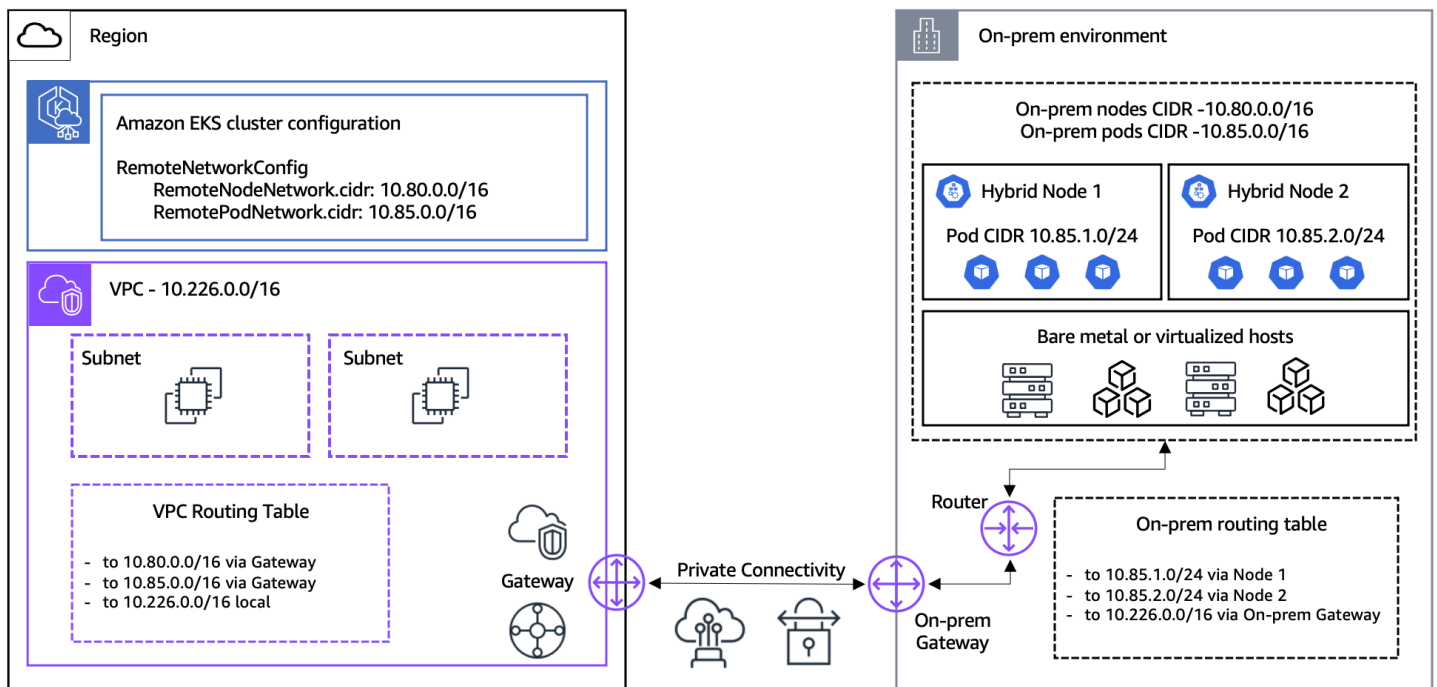 Region
Amazon EKS cluster configuration
RemoteNetworkConfig
RemoteNodeNetwork.cidr: 10.80.0.0/16
RemotePodNetwork.cidr: 10.85.0.0/16
VPC - 10.226.0.0/16
Subnet
Subnet
VPC Routing Table
- to 10.80.0.0/16 via Gateway
- to 10.85.0.0/16 via Gateway
- to 10.226.0.0/16 local
Gateway
Private Connectivity
On-prem environment
On-prem nodes CIDR -10.80.0.0/16
On-prem pods CIDR -10.85.0.0/16
Hybrid Node 1
Pod CIDR 10.85.1.0/24
Hybrid Node 2
Pod CIDR 10.85.2.0/24
Bare metal or virtualized hosts
Router
On-prem
Gateway
On-prem routing table
- to 10.85.1.0/24 via Node 1
- to 10.85.2.0/24 via Node 2
- to 10.226.0.0/16 via On-prem Gateway